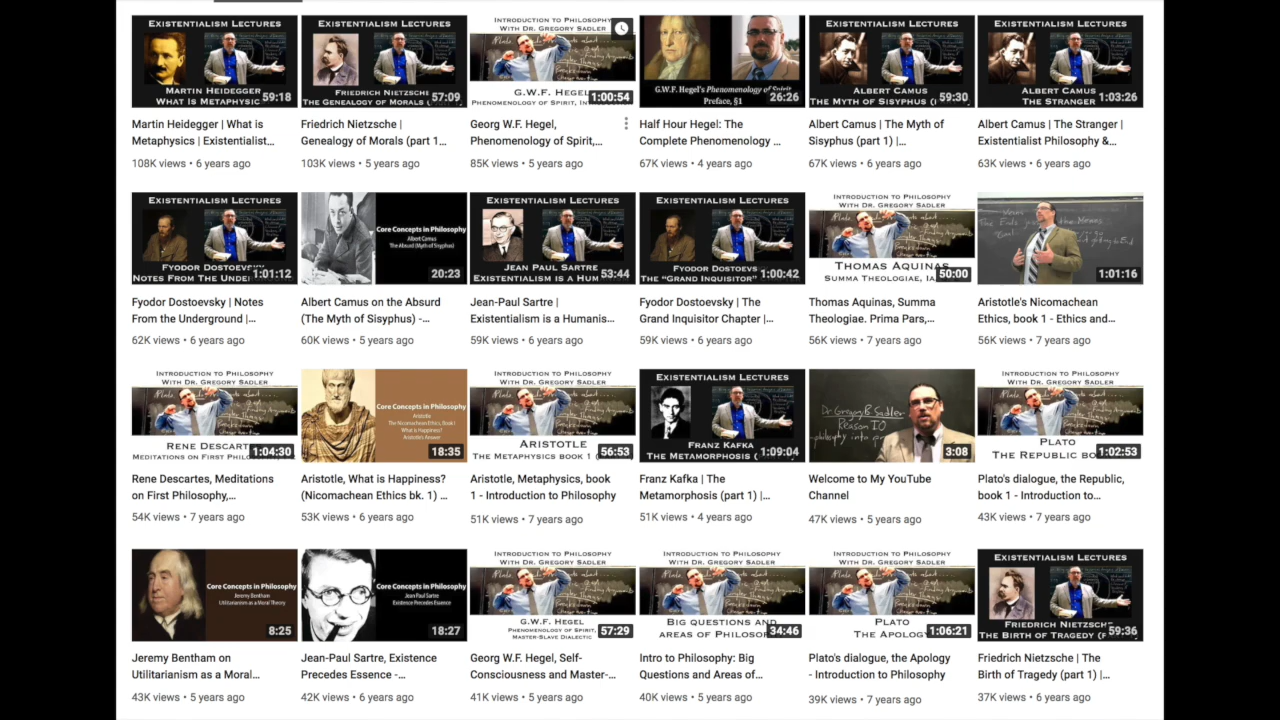 EXISTENTIALISM LECTURES
MARTIN HEIDEGGER
WHAT IS METAPHYSIC
59:18
Martin Heidegger | What is
Metaphysics | Existentialist...
108K views • 6 years ago
EXISTENTIALISM LECTURES
FRIEDRICH NIETZSCHE
THE GENEALOGY OF MORALS (
57:09
Friedrich Nietzsche |
Genealogy of Morals (part 1...
103K views • 5 years ago
INTRODUCTION TO PHILOSOPHY
WITH DR. GREGORY SADLER
G.W.F. HEGEL
PHENOMENOLOGY OF SPIRIT,
1:00:54
Georg W.F. Hegel,
Phenomenology of Spirit,...
85K views • 5 years ago
G.W.F. Hegel's Phenomenology of Spirit
Preface, §1
26:26
Half Hour Hegel: The
Complete Phenomenology ...
67K views • 4 years ago
EXISTENTIALISM LECTURES
ALBERT CAMUS
THE MYTH OF SISYPHUS (
59:30
Albert Camus | The Myth of
Sisyphus (part 1) |...
67K views • 6 years ago
EXISTENTIALISM LECTURES
ALBERT CAMUS
THE STRANGER
1:03:26
Albert Camus | The Stranger |
Existentialist Philosophy &...
63K views • 6 years ago
EXISTENTIALISM LECTURES
FYODOR DOSTOEVSKY
NOTES FROM THE UNDE
1:01:12
Fyodor Dostoevsky | Notes
From the Underground |...
62K views • 6 years ago
Core Concepts in Philosophy
Albert Camus
The Absurd (Myth of Sisyphus)
20:23
Albert Camus on the Absurd
(The Myth of Sisyphus) -...
60K views • 5 years ago
EXISTENTIALISM LECTURES
JEAN PAUL SARTRE
EXISTENTIALISM IS A HUM
53:44
Jean-Paul Sartre |
Existentialism is a Humanis...
59K views • 6 years ago
EXISTENTIALISM LECTURES
FYODOR DOSTOEVS
THE "GRAND INQUISITOR"
1:00:42
Fyodor Dostoevsky | The
Grand Inquisitor Chapter |...
59K views • 6 years ago
INTRODUCTION TO PHILOSOPHY
WITH DR. GREGORY SADLER
THOMAS AQUINAS
SUMMA THEOLOGIAE, IA
50:00
Thomas Aquinas, Summa
Theologiae. Prima Pars,...
56K views • 7 years ago
1:01:16
Aristotle's Nicomachean
Ethics, book 1 - Ethics and...
56K views • 7 years ago
INTRODUCTION TO PHILOSOPHY
WITH DR. GREGORY SADLER
RENE DESCART
MEDITATIONS ON FIRST PHILO
1:04:30
Rene Descartes, Meditations
on First Philosophy,...
54K views • 7 years ago
Core Concepts in Philosophy
Aristotle
The Nicomachean Ethics, Book I
What is Happiness?
Aristotle's Answer
18:35
Aristotle, What is Happiness?
(Nicomachean Ethics bk. 1) ...
53K views • 6 years ago
INTRODUCTION TO PHILOSOPHY
WITH DR. GREGORY SADLER
ARISTOTLE
THE METAPHYSICS BOOK 1 (
56:53
Aristotle, Metaphysics, book
1 - Introduction to Philosophy
51K views • 7 years ago
EXISTENTIALISM LECTURES
FRANZ KAFKA
THE METAMORPHOSIS (
1:09:04
Franz Kafka | The
Metamorphosis (part 1) |...
51K views • 4 years ago
Dr Gregory B Sadler
Reason IO
philosophy into pr
3:08
Welcome to My YouTube
Channel
47K views • 5 years ago
INTRODUCTION TO PHILOSOPHY
WITH DR. GREGORY SADLER
PLATO
THE REPUBLIC BO
1:02:53
Plato's dialogue, the Republic,
book 1 - Introduction to...
43K views • 7 years ago
Core Concepts in Philosophy
Jeremy Bentham
Utilitarianism as a Moral Theory
8:25
Jeremy Bentham on
Utilitarianism as a Moral...
43K views • 5 years ago
Core Concepts in Philosophy
Jean Paul Sartre
Existence Precedes Essence
18:27
Jean-Paul Sartre, Existence
Precedes Essence -...
42K views • 6 years ago
INTRODUCTION TO PHILOSOPHY
WITH DR. GREGORY SADLER
G.W.F. HEGEL
PHENOMENOLOGY OF SPIRIT,
MASTER-SLAVE DIALECTIC
57:29
Georg W.F. Hegel, Self-
Consciousness and Master-...
41K views • 5 years ago
INTRODUCTION TO PHILOSOPHY
WITH DR. GREGORY SADLER
BIG QUESTIONS AND
AREAS OF PHILOSO
34:46
Intro to Philosophy: Big
Questions and Areas of...
40K views • 5 years ago
INTRODUCTION TO PHILOSOPHY
WITH DR. GREGORY SADLER
PLATO
THE APOLOG
1:06:21
Plato's dialogue, the Apology
- Introduction to Philosophy
39K views • 7 years ago
EXISTENTIALISM LECTURES
FRIEDRICH NIETZSCHE
THE BIRTH OF TRAGEDY (
59:36
Friedrich Nietzsche | The
Birth of Tragedy (part 1) |...
37K views • 6 years ago